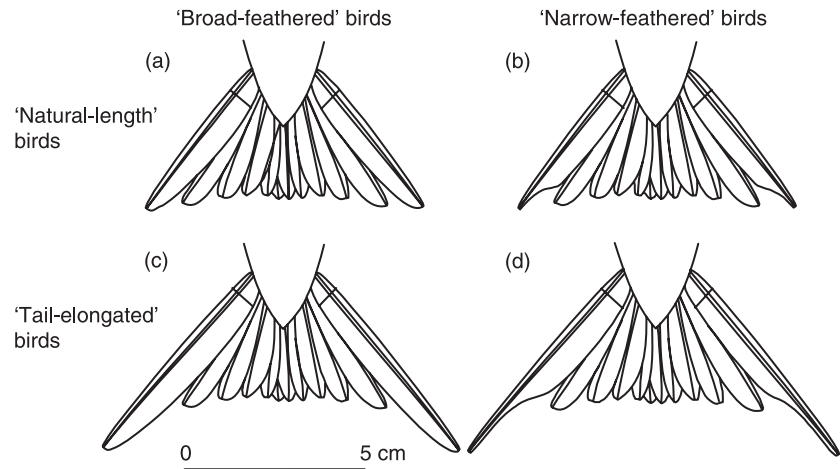 ‘Broad-feathered’ birds
‘Narrow-feathered’ birds
(a)
(b)
‘Natural-length’
birds
(c)
(d)
‘Tail-elongated’
birds
0
5 cm